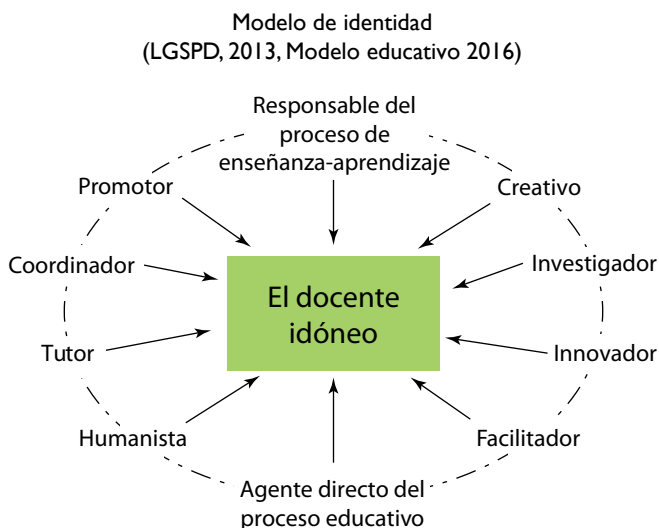 Modelo de identidad
(LGSPD, 2013, Modelo educativo 2016)
Responsable del
proceso de
enseñanza-aprendizaje
Promotor
Creativo
Coordinador
Investigador
El docente
idóneo
Tutor
Innovador
Humanista
Facilitador
Agente directo del
proceso educativo